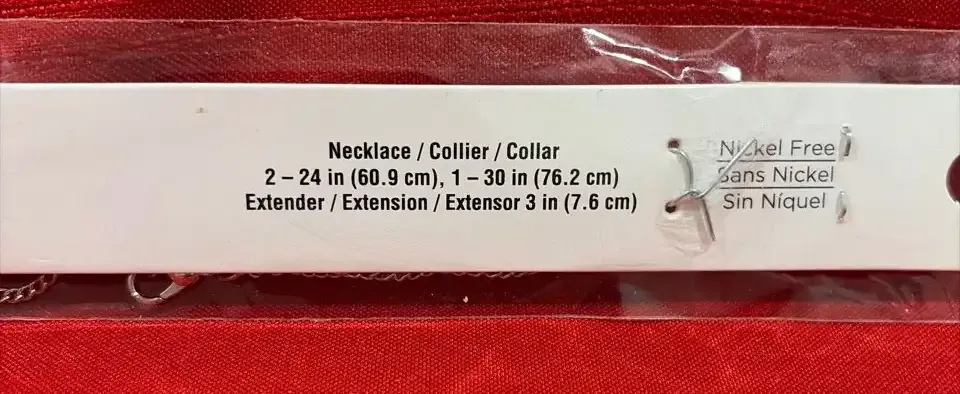 Necklace / Collier / Collar
2 – 24 in (60.9 cm), 1 – 30 in (76.2 cm)
Extender / Extension / Extensor 3 in (7.6 cm)
Nickel Free
Sans Nickel
Sin Níquel